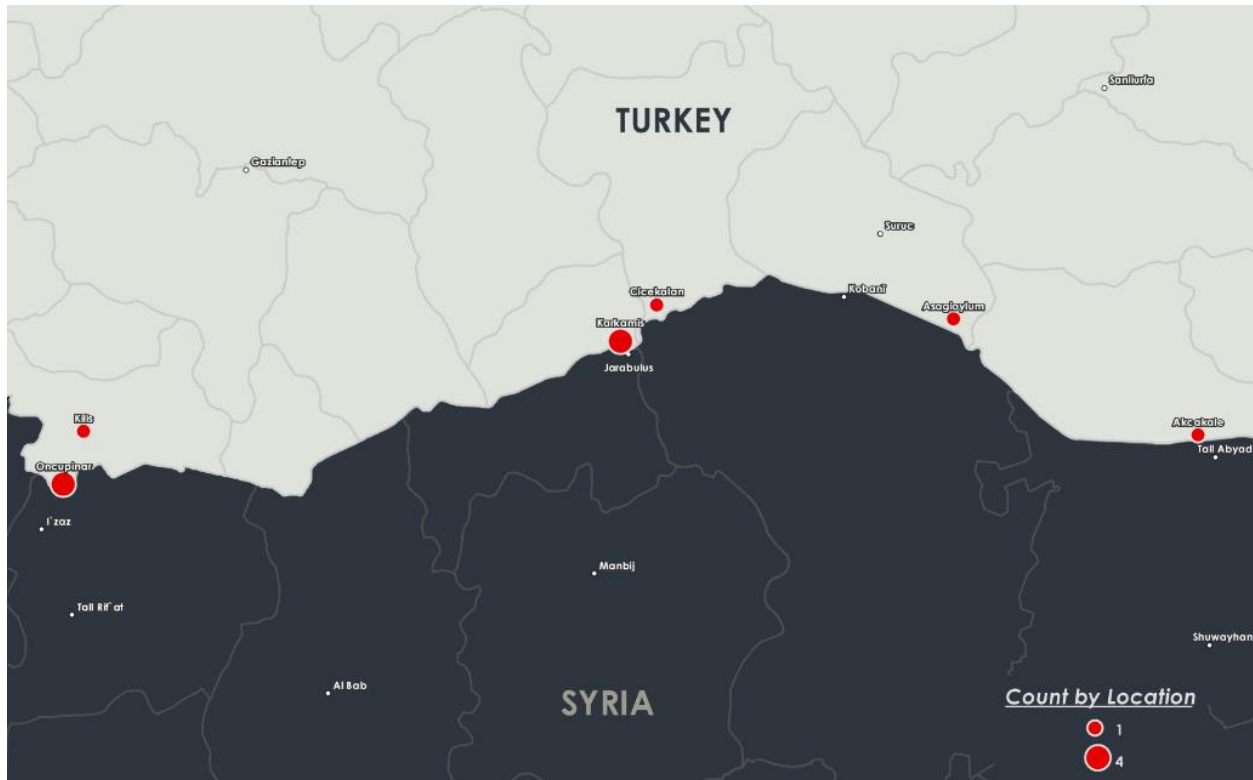 Sanliurfa
TURKEY
Gaziantep
Suruc
Cicekalan
Kobani
Asagioylum
Karkamis
Jarabulus
Kilis
Akcakale
Tall Abyad
Oncupinar
I`zaz
Manbij
Tall Rif`at
Shuwayhan
Al Bab
SYRIA
Count by Location
1
4